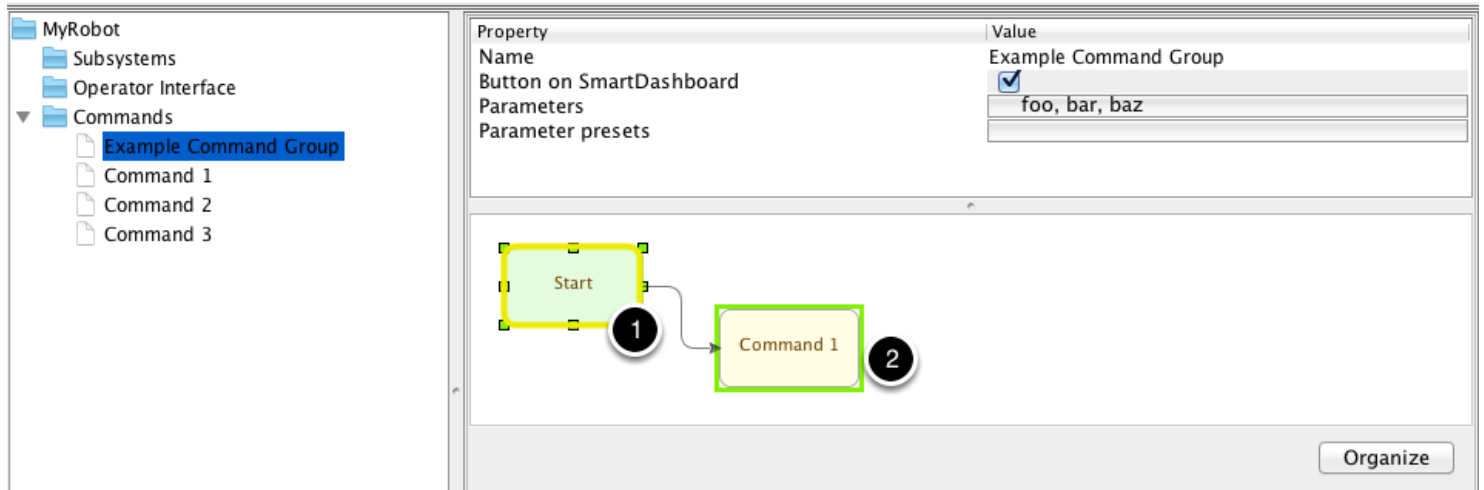 MyRobot
Subsystems
Operator Interface
Commands
Example Command Group
Command 1
Command 2
Command 3
Property Value
Name Example Command Group
Button on SmartDashboard
Parameters foo, bar, baz
Parameter presets
Start
1
Command 1
2
Organize